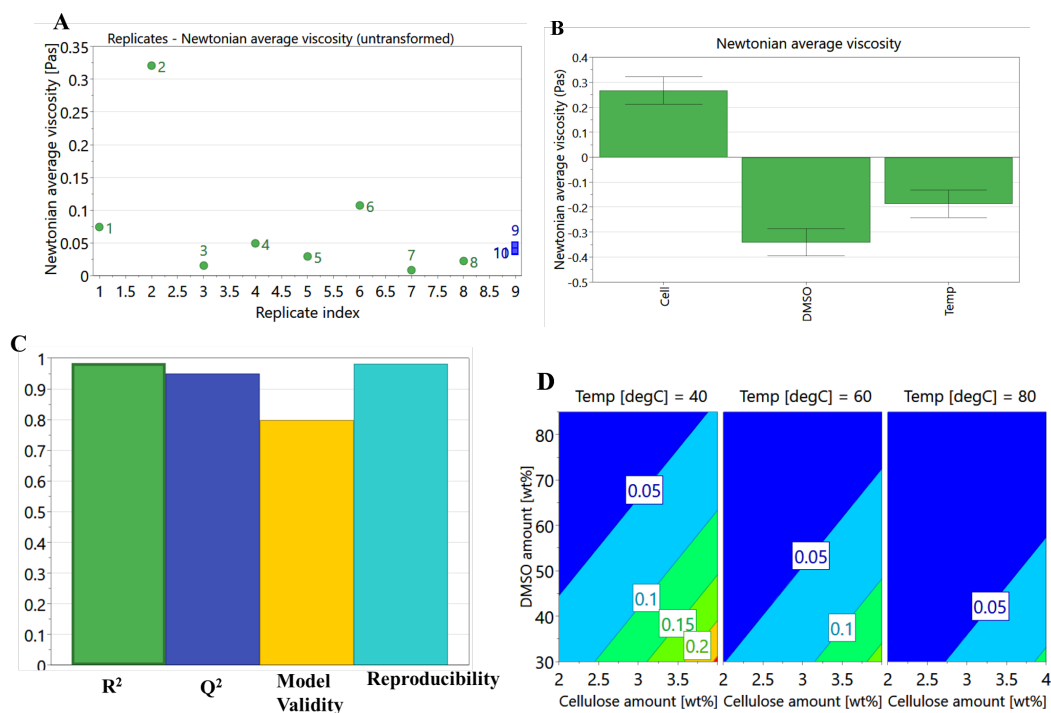 A
Replicates - Newtonian average viscosity (untransformed)
Newtonian average viscosity [Pas]
0.35
0.3
0.25
0.2
0.15
0.1
0.05
0
1
2
3
4
5
6
7
8
9
10
1 1.5 2 2.5 3 3.5 4 4.5 5 5.5 6 6.5 7 7.5 8 8.5 9
Replicate index
B
Newtonian average viscosity
Newtonian average viscosity (Pas)
0.4
0.3
0.2
0.1
0
-0.1
-0.2
-0.3
-0.4
-0.5
Cell
DMSO
Temp
C
1
0.9
0.8
0.7
0.6
0.5
0.4
0.3
0.2
0.1
0
R²
Q²
Model
Validity
Reproducibility
D
Temp [degC] = 40
Temp [degC] = 60
Temp [degC] = 80
DMSO amount [wt%]
80
70
60
50
40
30
0.05
0.1
0.15
0.2
0.05
0.1
0.05
2 2.5 3 3.5 2 2.5 3 3.5 2 2.5 3 3.5 4
Cellulose amount [wt%]
Cellulose amount [wt%]
Cellulose amount [wt%]